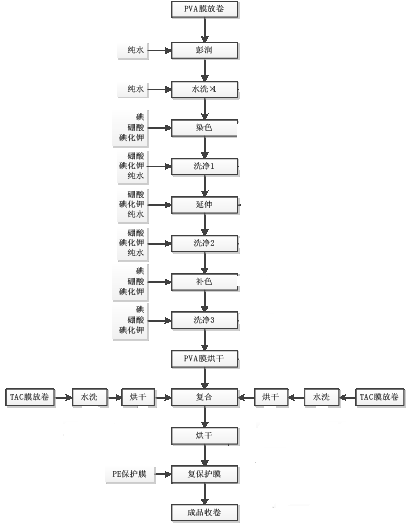 PVA膜放卷
纯水
彭润
纯水
水洗×1
碘
硼酸
碘化钾
染色
硼酸
碘化钾
纯水
洗净1
硼酸
碘化钾
纯水
延伸
硼酸
碘化钾
纯水
洗净2
碘
硼酸
碘化钾
补色
碘
硼酸
碘化钾
洗净3
PVA膜烘干
TAC膜放卷
水洗
烘干
复合
烘干
水洗
TAC膜放卷
烘干
PE保护膜
复保护膜
成品收卷